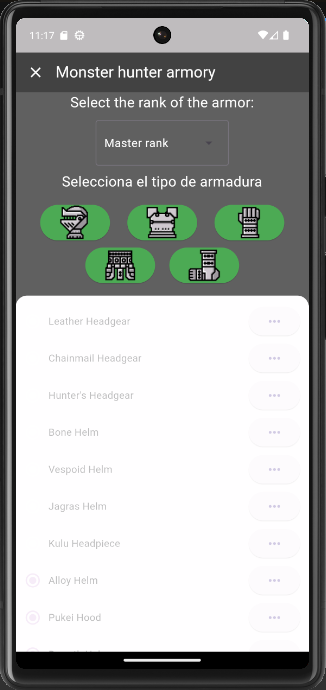 11:17
Monster hunter armory
Select the rank of the armor:
Master rank
Selecciona el tipo de armadura
Leather Headgear
Chainmail Headgear
Hunter's Headgear
Bone Helm
Vespoid Helm
Jagras Helm
Kulu Headpiece
Alloy Helm
Pukei Hood